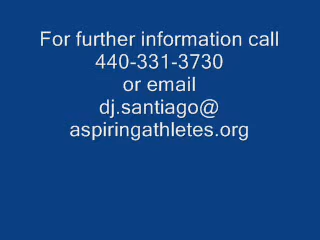 For further information call
440-331-3730
or email
dj.santiago@
aspiringathletes.org